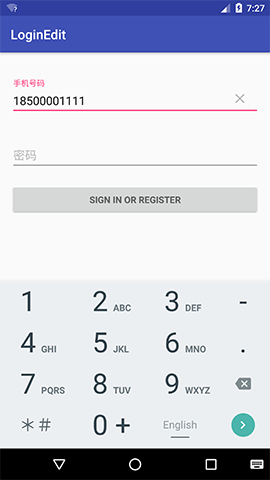 7:27
LoginEdit
手机号码
18500001111
密码
SIGN IN OR REGISTER
1 2 ABC 3 DEF -
4 GHI 5 JKL 6 MNO .
7 PQRS 8 TUV 9 WXYZ
*# 0 + English